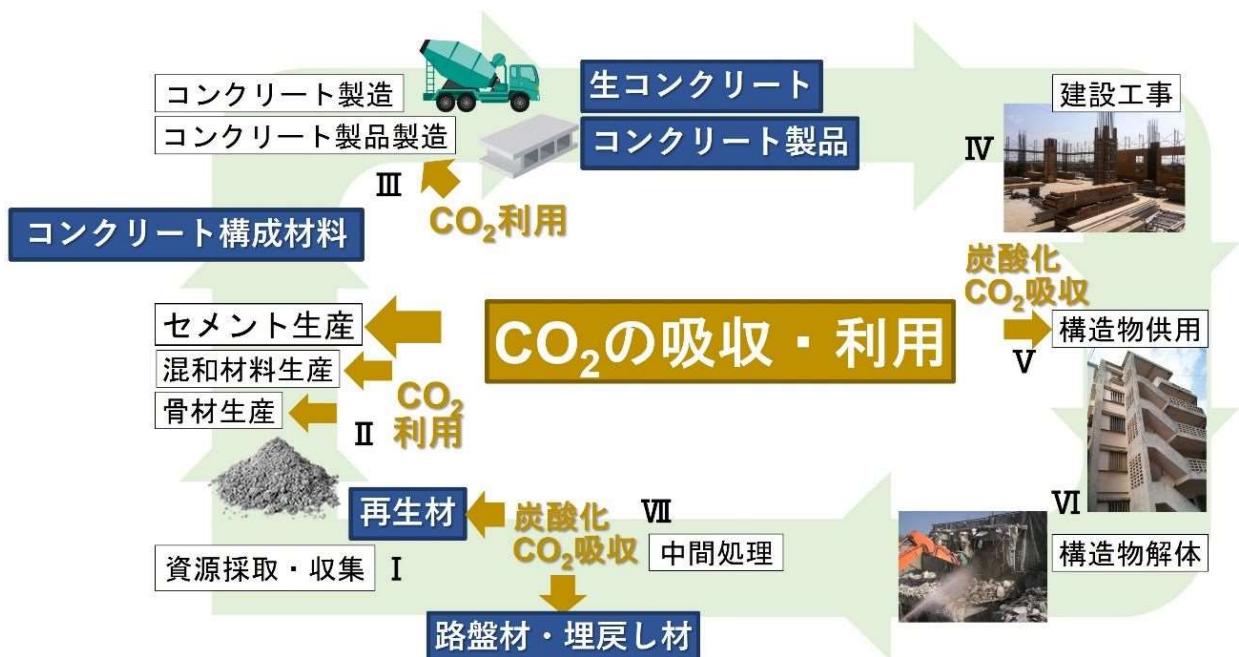 コンクリート製造
生コンクリート
建設工事
コンクリート製品製造
コンクリート製品
Ⅳ
Ⅲ
CO₂利用
コンクリート構成材料
炭酸化
CO₂吸収
セメント生産
CO₂の吸収・利用
構造物供用
Ⅴ
混和材料生産
CO₂
利用
骨材生産
Ⅱ
再生材
炭酸化
CO₂吸収
Ⅶ
Ⅵ
資源採取・収集
Ⅰ
中間処理
構造物解体
路盤材・埋戻し材